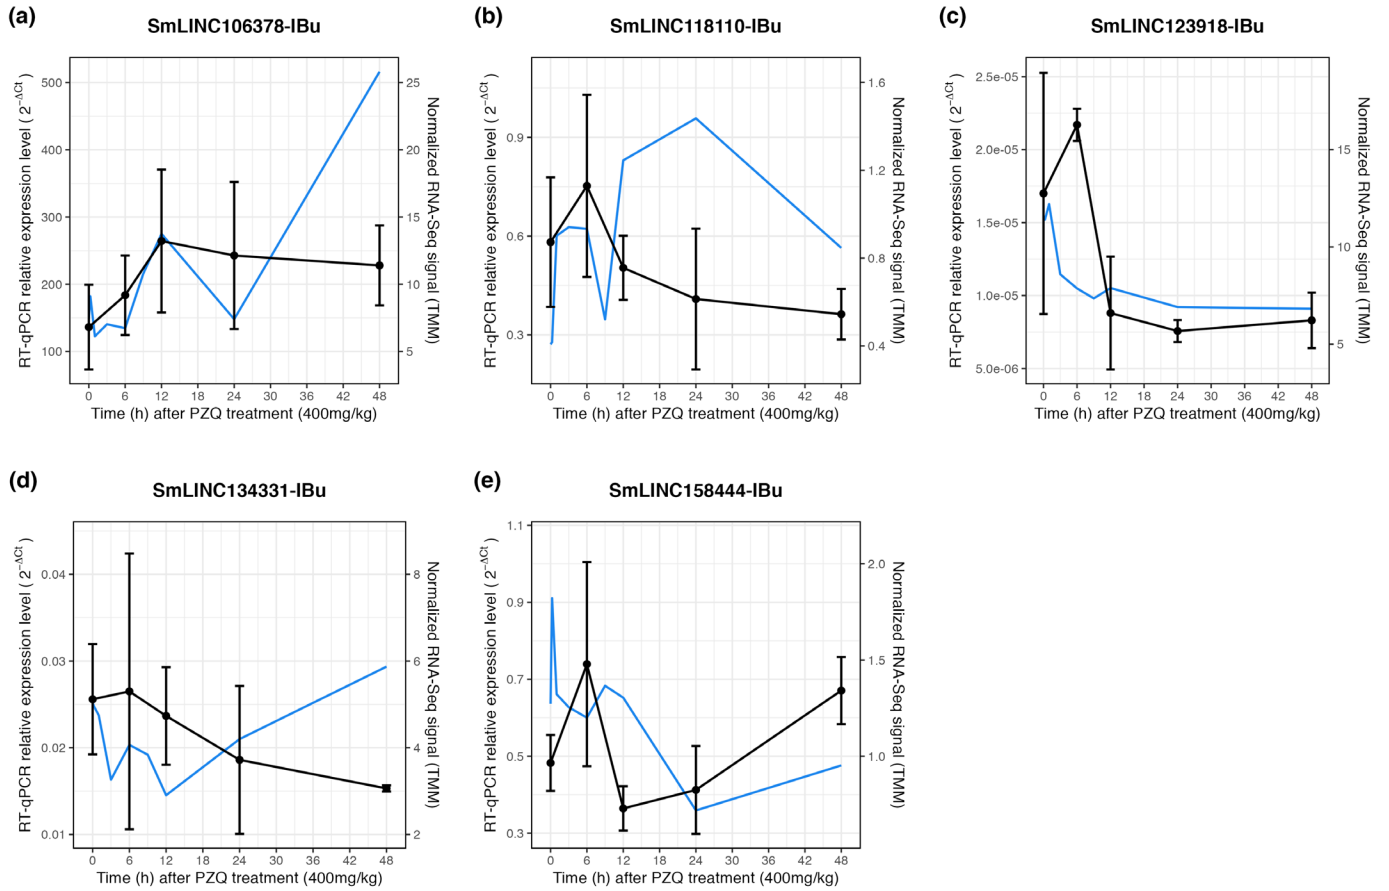 (a)
SmLINC106378-IBu
RT-qPCR relative expression level ( 2^−ΔCt )
500
400
300
200
100
25
20
15
10
5
Normalized RNA-Seq signal (TMM)
0 6 12 18 24 30 36 42 48
Time (h) after PZQ treatment (400mg/kg)
(b)
SmLINC118110-IBu
RT-qPCR relative expression level ( 2^−ΔCt )
0.9
0.6
0.3
1.6
1.2
0.8
0.4
Normalized RNA-Seq signal (TMM)
0 6 12 18 24 30 36 42 48
Time (h) after PZQ treatment (400mg/kg)
(c)
SmLINC123918-IBu
RT-qPCR relative expression level ( 2^−ΔCt )
2.5e-05
2.0e-05
1.5e-05
1.0e-05
5.0e-06
15
10
5
Normalized RNA-Seq signal (TMM)
0 6 12 18 24 30 36 42 48
Time (h) after PZQ treatment (400mg/kg)
(d)
SmLINC134331-IBu
RT-qPCR relative expression level ( 2^−ΔCt )
0.04
0.03
0.02
0.01
8
6
4
2
Normalized RNA-Seq signal (TMM)
0 6 12 18 24 30 36 42 48
Time (h) after PZQ treatment (400mg/kg)
(e)
SmLINC158444-IBu
RT-qPCR relative expression level ( 2^−ΔCt )
1.1
0.9
0.7
0.5
0.3
2.0
1.5
1.0
Normalized RNA-Seq signal (TMM)
0 6 12 18 24 30 36 42 48
Time (h) after PZQ treatment (400mg/kg)